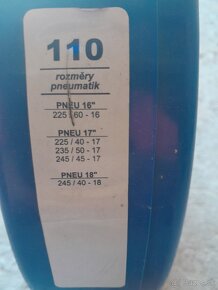 110
rozměry
pneumatik
PNEU 16"
225 / 60 - 16
PNEU 17"
225 / 40 - 17
235 / 50 - 17
245 / 45 - 17
PNEU 18"
245 / 40 - 18